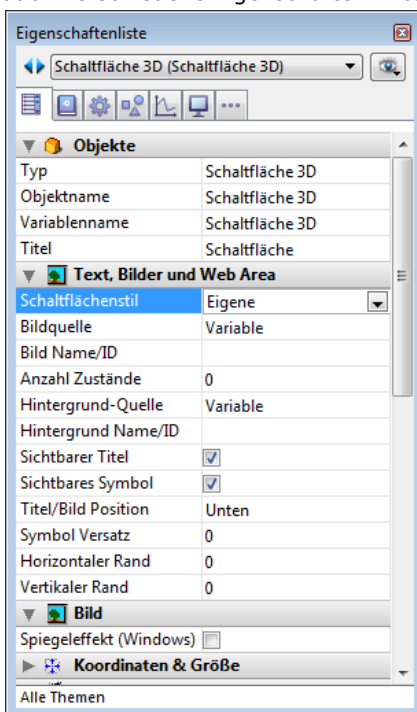 Eigenschaftenliste
Schaltfläche 3D (Schaltfläche 3D)
Objekte
Typ Schaltfläche 3D
Objektname Schaltfläche 3D
Variablenname Schaltfläche 3D
Titel Schaltfläche
Text, Bilder und Web Area
Schaltflächenstil Eigene
Bildquelle Variable
Bild Name/ID
Anzahl Zustände 0
Hintergrund-Quelle Variable
Hintergrund Name/ID
Sichtbarer Titel
Sichtbares Symbol
Titel/Bild Position Unten
Symbol Versatz 0
Horizontaler Rand 0
Vertikaler Rand 0
Bild
Spiegeleffekt (Windows)
Koordinaten & Größe
Alle Themen